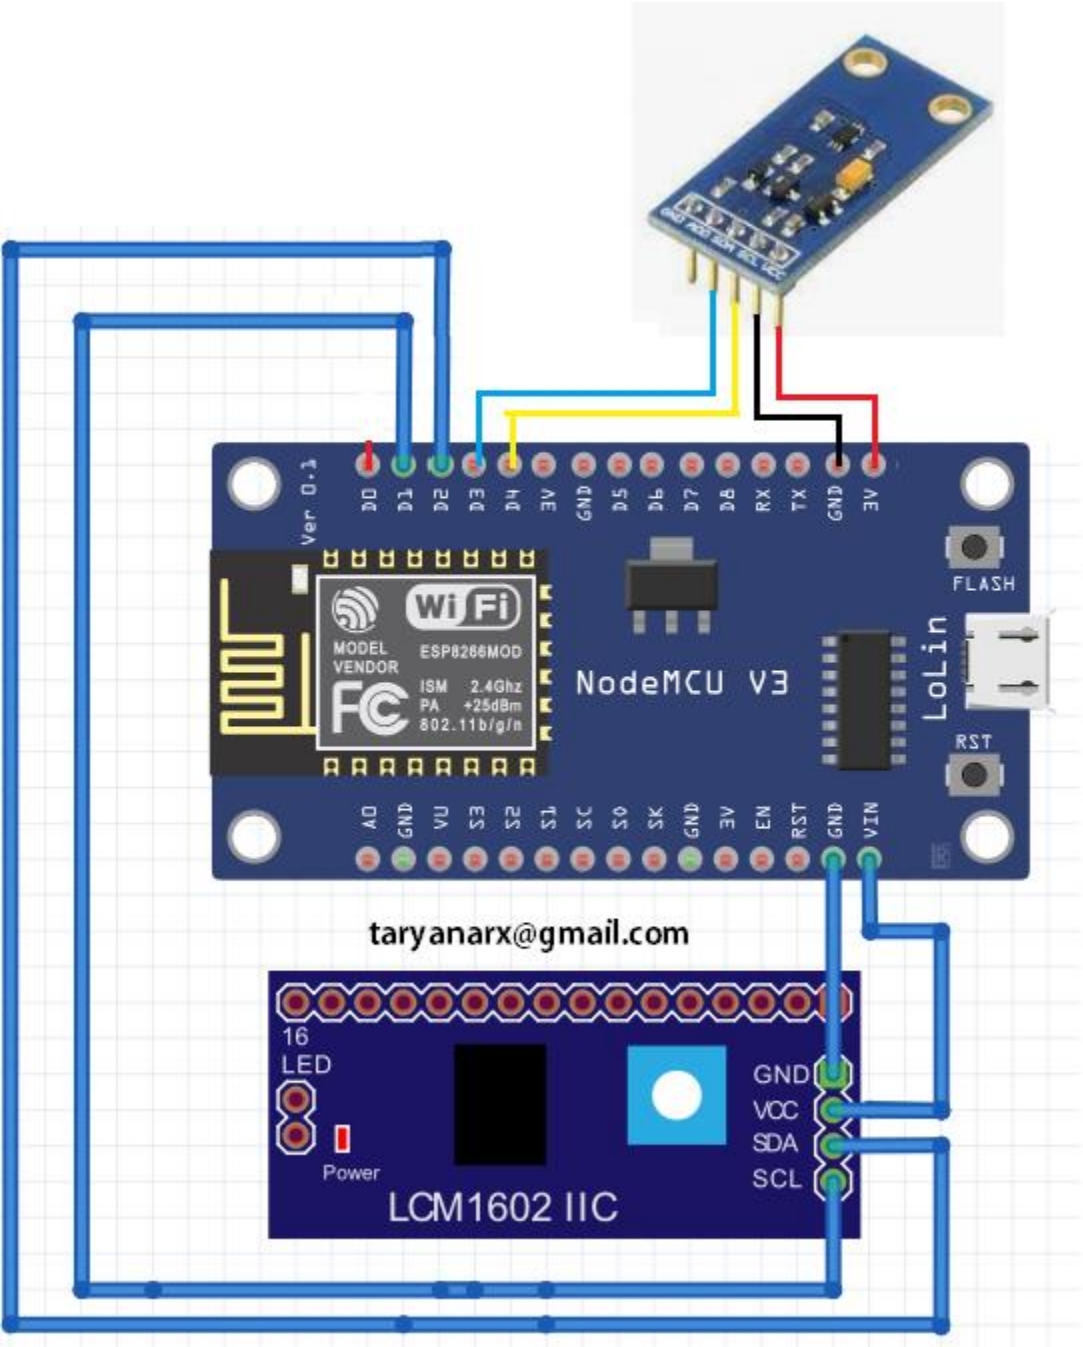 GND ADD SDA SCL VCC
Ver 0.1
D0 D1 D2 D3 D4 3V GND D5 D6 D7 D8 RX TX GND 3V
FLASH
WiFi
MODEL
VENDOR
ESP8266MOD
FC
ISM 2.4Ghz
PA +25dBm
802.11b/g/n
NodeMCU V3
LoLin
RST
A0 GND VU S3 S2 S1 SC S0 SK GND 3V EN RST GND VIN
taryanarx@gmail.com
16
LED
Power
GND
VCC
SDA
SCL
LCM1602 IIC